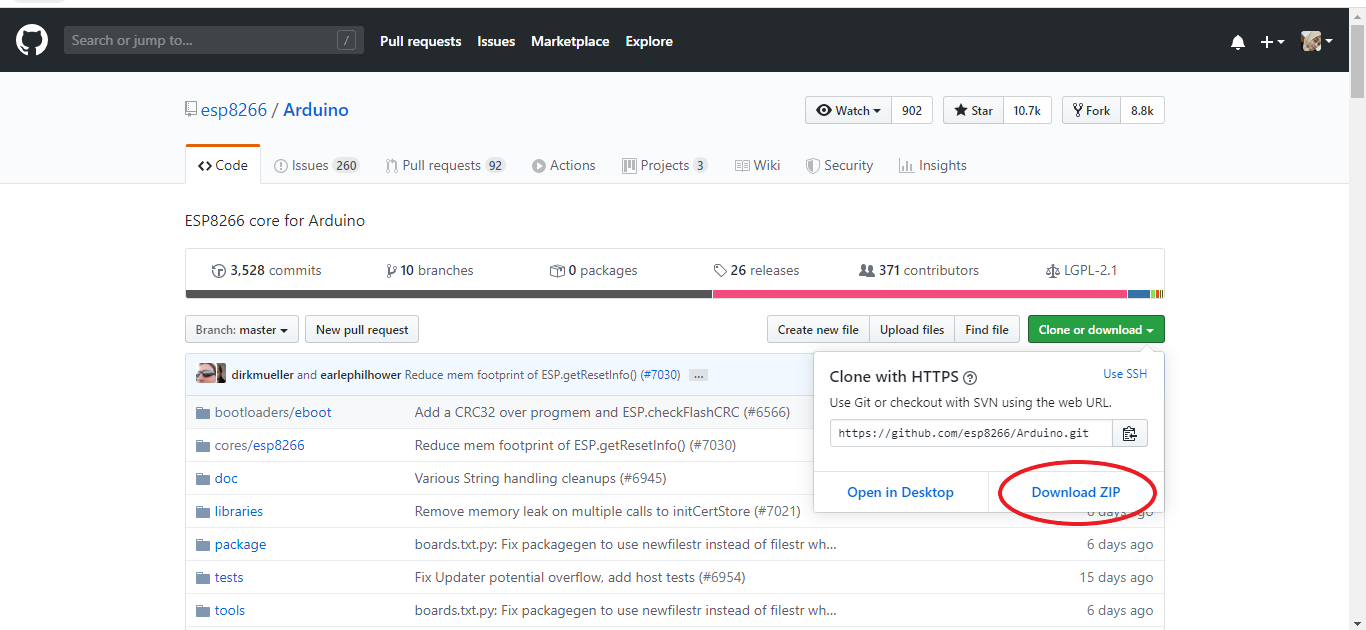 Search or jump to... / Pull requests Issues Marketplace Explore
esp8266 / Arduino Watch 902 Star 10.7k Fork 8.8k
Code Issues 260 Pull requests 92 Actions Projects 3 Wiki Security Insights
ESP8266 core for Arduino
3,528 commits 10 branches 0 packages 26 releases 371 contributors LGPL-2.1
Branch: master New pull request Create new file Upload files Find file Clone or download
dirkmueller and earlephilhower Reduce mem footprint of ESP.getResetInfo() (#7030) ...
Clone with HTTPS ? Use SSH
Use Git or checkout with SVN using the web URL.
https://github.com/esp8266/Arduino.git
Open in Desktop Download ZIP
bootloaders/eboot Add a CRC32 over progmem and ESP.checkFlashCRC (#6566)
cores/esp8266 Reduce mem footprint of ESP.getResetInfo() (#7030)
doc Various String handling cleanups (#6945)
libraries Remove memory leak on multiple calls to initCertStore (#7021) 6 days ago
package boards.txt.py: Fix packagegen to use newfilestr instead of filestr wh... 6 days ago
tests Fix Updater potential overflow, add host tests (#6954) 15 days ago
tools boards.txt.py: Fix packagegen to use newfilestr instead of filestr wh... 6 days ago